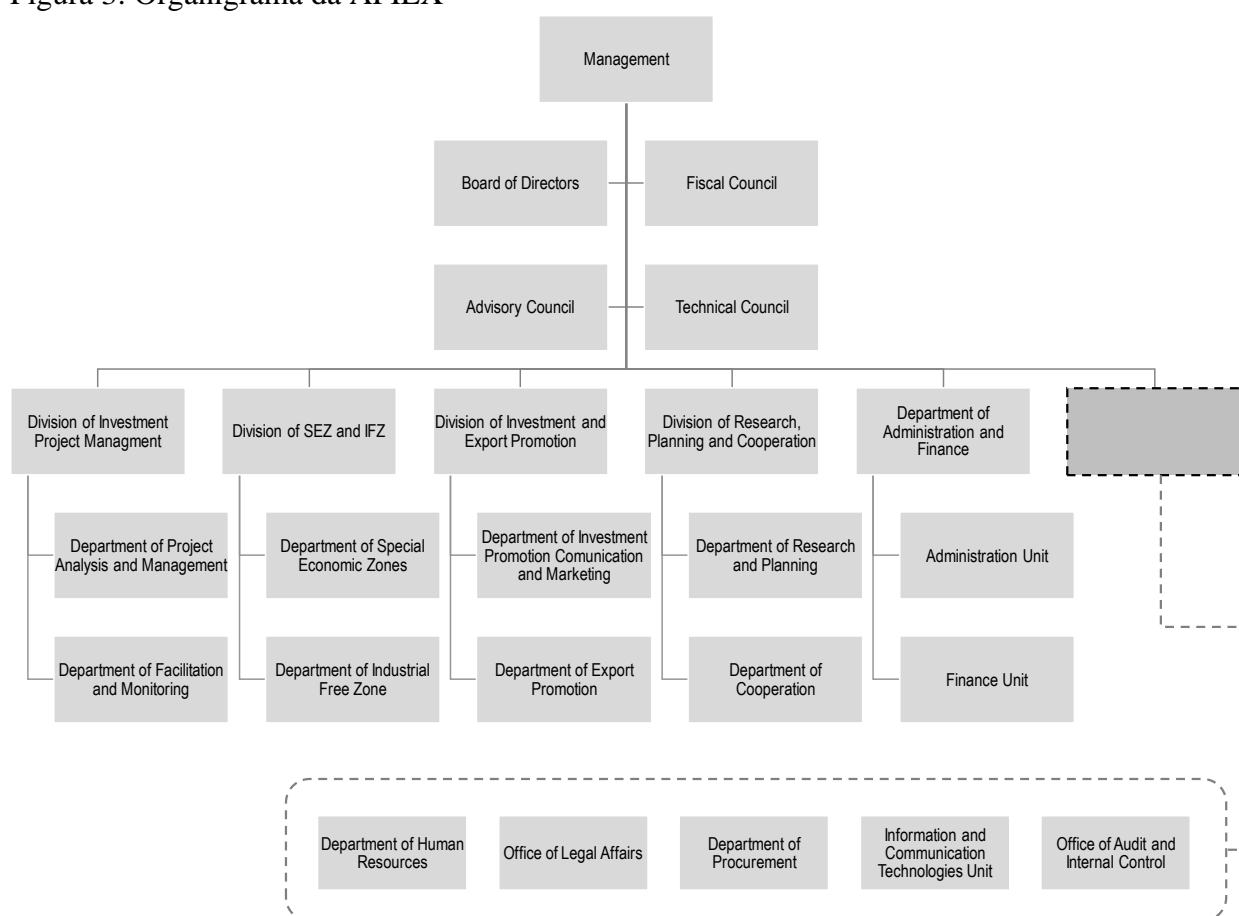 Figura 3: Organigrama da APIEX
Management
Board of Directors
Fiscal Council
Advisory Council
Technical Council
Division of Investment
Project Managment
Division of SEZ and IFZ
Division of Investment and
Export Promotion
Division of Research,
Planning and Cooperation
Department of
Administration and
Finance
Department of Project
Analysis and Management
Department of Special
Economic Zones
Department of Investment
Promotion Comunication
and Marketing
Department of Research
and Planning
Administration Unit
Department of Facilitation
and Monitoring
Department of Industrial
Free Zone
Department of Export
Promotion
Department of
Cooperation
Finance Unit
Department of Human
Resources
Office of Legal Affairs
Department of
Procurement
Information and
Communication
Technologies Unit
Office of Audit and
Internal Control